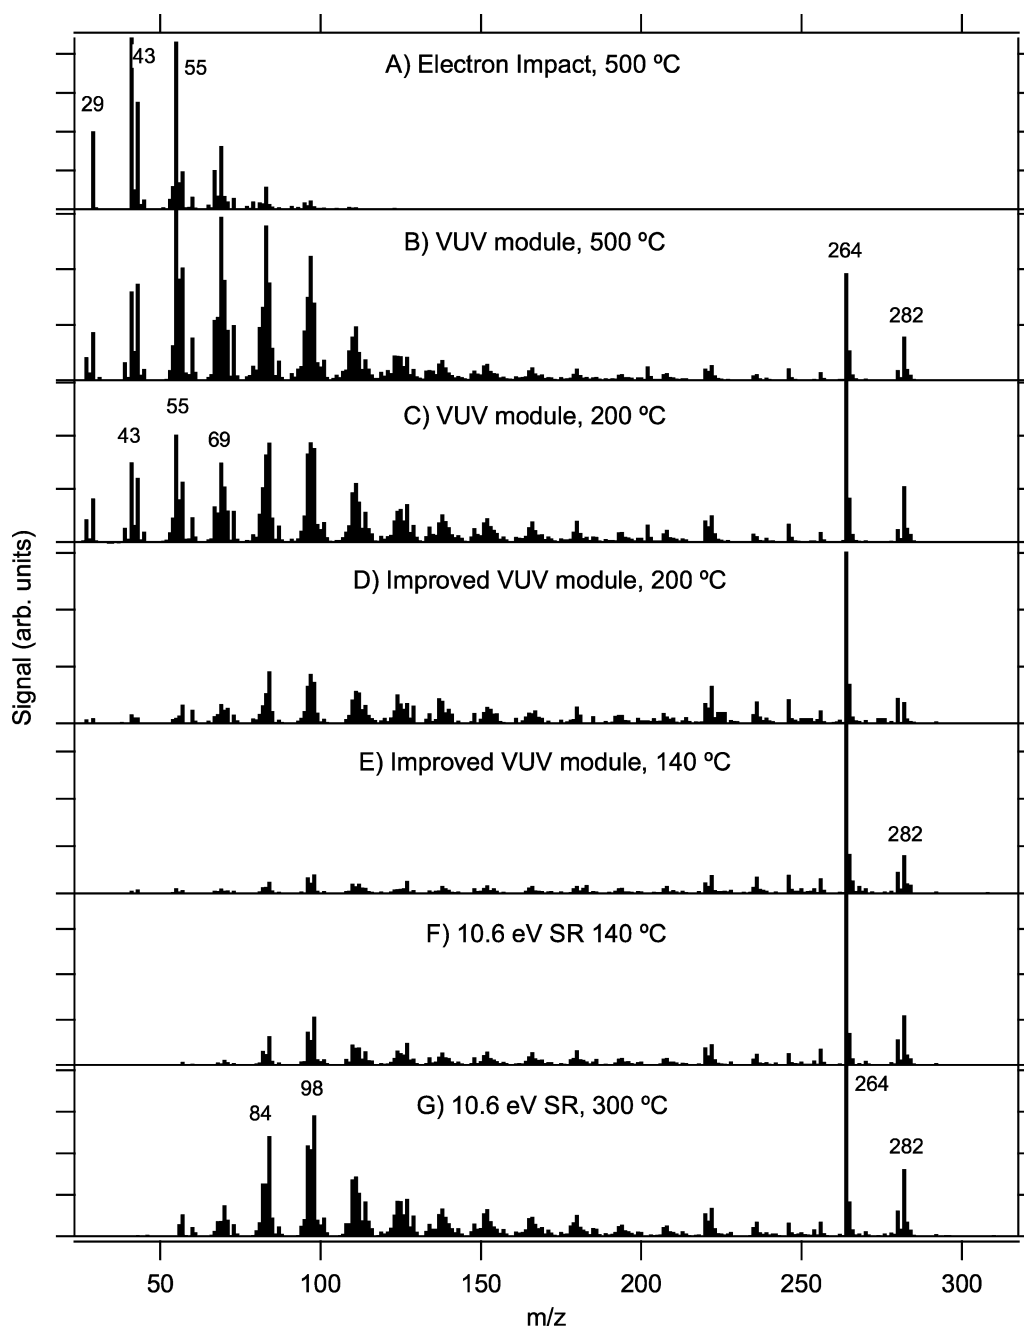 A) Electron Impact, 500 ºC
29
43
55
B) VUV module, 500 ºC
264
282
C) VUV module, 200 ºC
43
55
69
D) Improved VUV module, 200 ºC
E) Improved VUV module, 140 ºC
282
F) 10.6 eV SR 140 ºC
G) 10.6 eV SR, 300 ºC
84
98
264
282
Signal (arb. units)
50
100
150
200
250
300
m/z